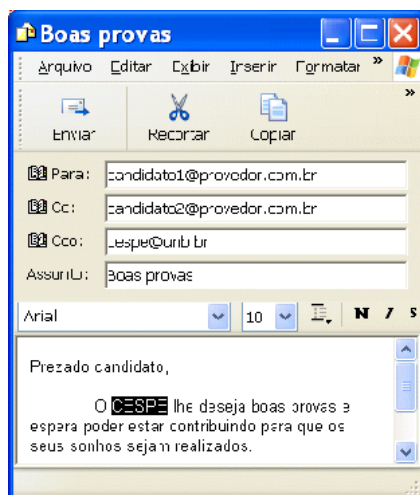 Boas provas
Arquivo Editar Exibir Inserir Formatar »
Enviar Recortar Copiar »
Para: candidato1@provedor.com.br
Cc: candidato2@provedor.com.br
Cco: cespe@unb.br
Assunto: Boas provas
Arial 10 N I S
Prezado candidato,
O CESPE lhe deseja boas provas e
espera poder estar contribuindo para que os
seus sonhos sejam realizados.